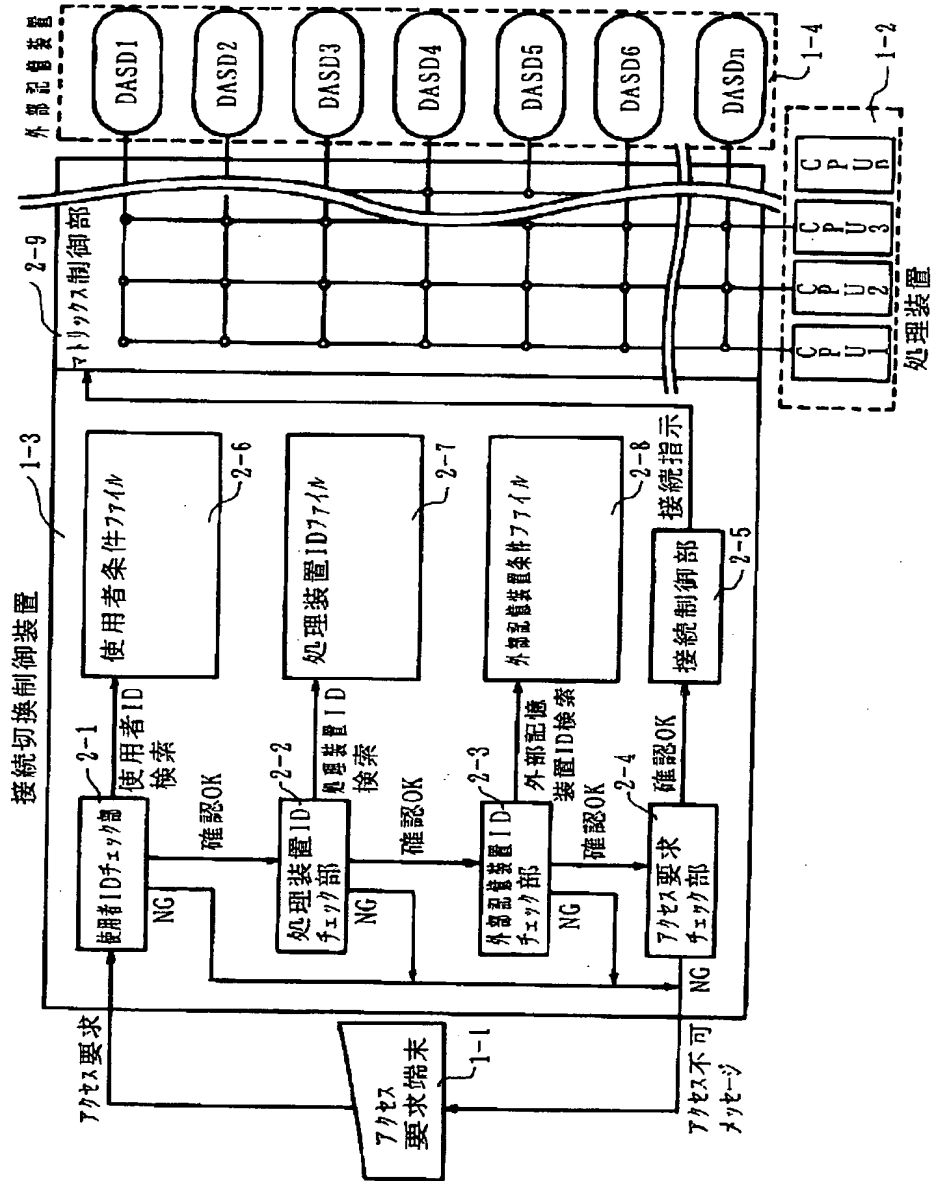 接続切換制御装置
1-3
アクセス要求
アクセス
要求端末
1-1
アクセス不可
メッセージ
2-1
使用者IDチェック部
使用者ID
検索
使用者条件ファイル
2-6
NG
確認OK
2-2
処理装置ID
チェック部
処理装置ID
検索
処理装置IDファイル
2-7
NG
確認OK
2-3
外部記憶装置ID
チェック部
外部記憶
装置ID検索
外部記憶装置条件ファイル
2-8
NG
確認OK
2-4
アクセス要求
チェック部
NG
確認OK
接続制御部
2-5
接続指示
2-9
マトリックス制御部
外部記憶装置
DASD1
DASD2
DASD3
DASD4
DASD5
DASD6
DASDn
1-4
CPU1
CPU2
CPU3
CPUn
1-2
処理装置